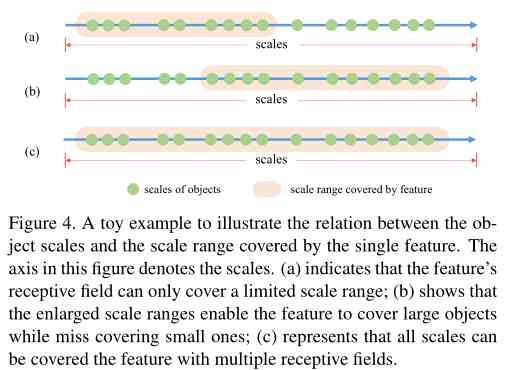 (a)
scales
(b)
scales
(c)
scales
scales of objects
scale range covered by feature
Figure 4. A toy example to illustrate the relation between the ob-
ject scales and the scale range covered by the single feature. The
axis in this figure denotes the scales. (a) indicates that the feature's
receptive field can only cover a limited scale range; (b) shows that
the enlarged scale ranges enable the feature to cover large objects
while miss covering small ones; (c) represents that all scales can
be covered the feature with multiple receptive fields.